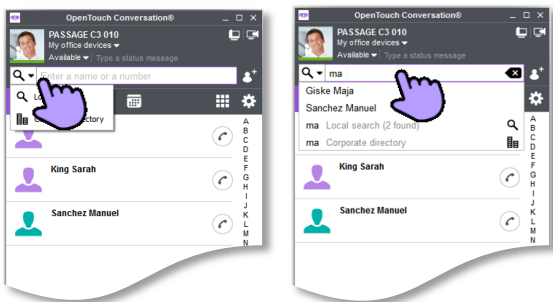 OpenTouch Conversation®
PASSAGE C3 010
My office devices
Available | Type a status message
Enter a name or a number
Lo
directory
King Sarah
Sanchez Manuel
A
B
C
D
E
F
G
H
I
J
K
L
M
N
OpenTouch Conversation®
PASSAGE C3 010
My office devices
Available | Type a status message
ma
Giske Maja
Sanchez Manuel
ma Local search (2 found)
ma Corporate directory
King Sarah
Sanchez Manuel
A
B
C
D
E
F
G
H
I
J
K
L
M
N